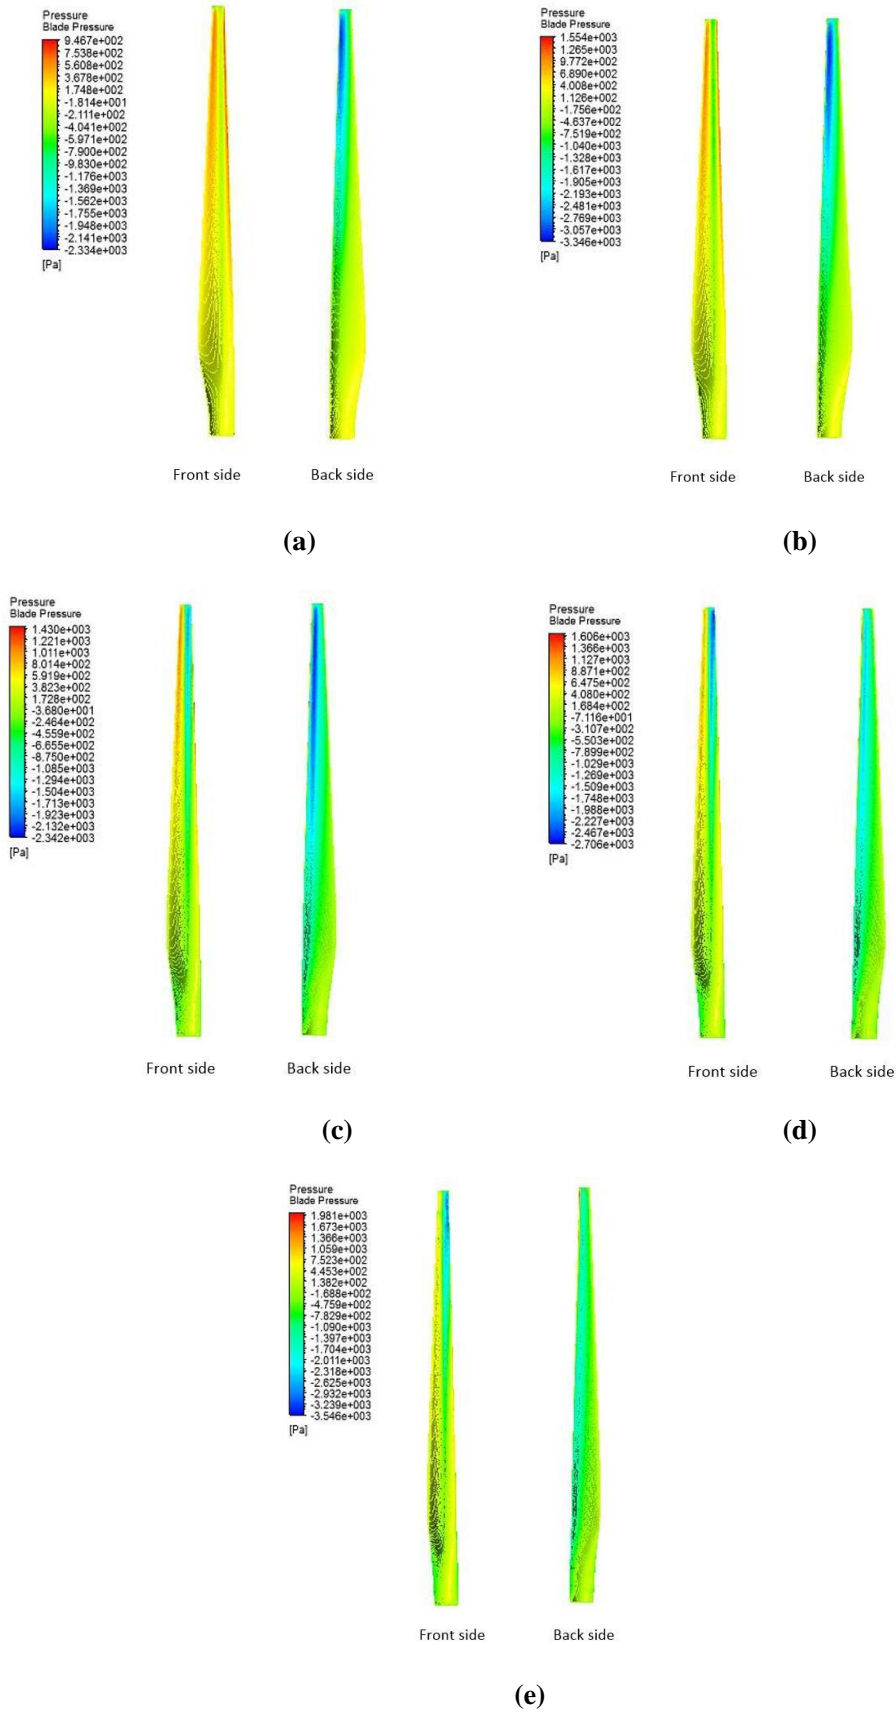 Pressure
Blade Pressure
9.467e+002
7.538e+002
5.608e+002
3.678e+002
1.748e+002
-1.814e+001
-2.111e+002
-4.041e+002
-5.971e+002
-7.900e+002
-9.830e+002
-1.176e+003
-1.369e+003
-1.562e+003
-1.755e+003
-1.948e+003
-2.141e+003
-2.334e+003
[Pa]
Front side
Back side
(a)
Pressure
Blade Pressure
1.554e+003
1.265e+003
9.772e+002
6.890e+002
4.008e+002
1.126e+002
-1.756e+002
-4.637e+002
-7.519e+002
-1.040e+003
-1.328e+003
-1.617e+003
-1.905e+003
-2.193e+003
-2.481e+003
-2.769e+003
-3.057e+003
-3.346e+003
[Pa]
Front side
Back side
(b)
Pressure
Blade Pressure
1.430e+003
1.221e+003
1.011e+003
8.014e+002
5.919e+002
3.823e+002
1.728e+002
-3.680e+001
-2.464e+002
-4.559e+002
-6.655e+002
-8.750e+002
-1.085e+003
-1.294e+003
-1.504e+003
-1.713e+003
-1.923e+003
-2.132e+003
-2.342e+003
[Pa]
Front side
Back side
(c)
Pressure
Blade Pressure
1.606e+003
1.366e+003
1.127e+003
8.871e+002
6.475e+002
4.080e+002
1.684e+002
-7.116e+001
-3.107e+002
-5.503e+002
-7.899e+002
-1.029e+003
-1.269e+003
-1.509e+003
-1.748e+003
-1.988e+003
-2.227e+003
-2.467e+003
-2.706e+003
[Pa]
Front side
Back side
(d)
Pressure
Blade Pressure
1.981e+003
1.673e+003
1.366e+003
1.059e+003
7.523e+002
4.453e+002
1.382e+002
-1.688e+002
-4.759e+002
-7.829e+002
-1.090e+003
-1.397e+003
-1.704e+003
-2.011e+003
-2.318e+003
-2.625e+003
-2.932e+003
-3.239e+003
-3.546e+003
[Pa]
Front side
Back side
(e)